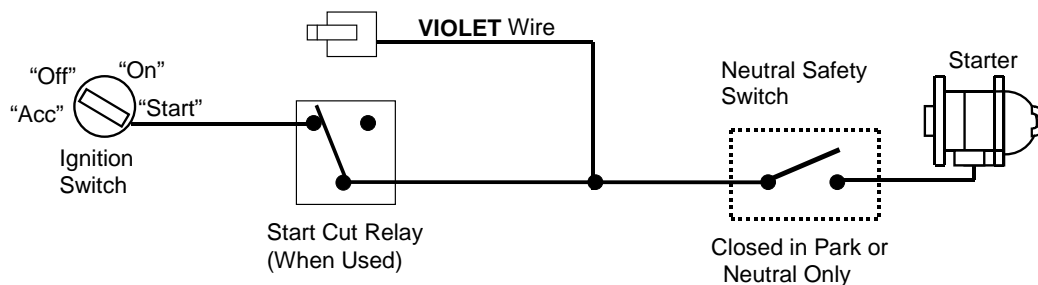 VIOLET Wire
“Off”
“On”
“Acc”
“Start”
Ignition
Switch
Start Cut Relay
(When Used)
Neutral Safety
Switch
Closed in Park or
Neutral Only
Starter